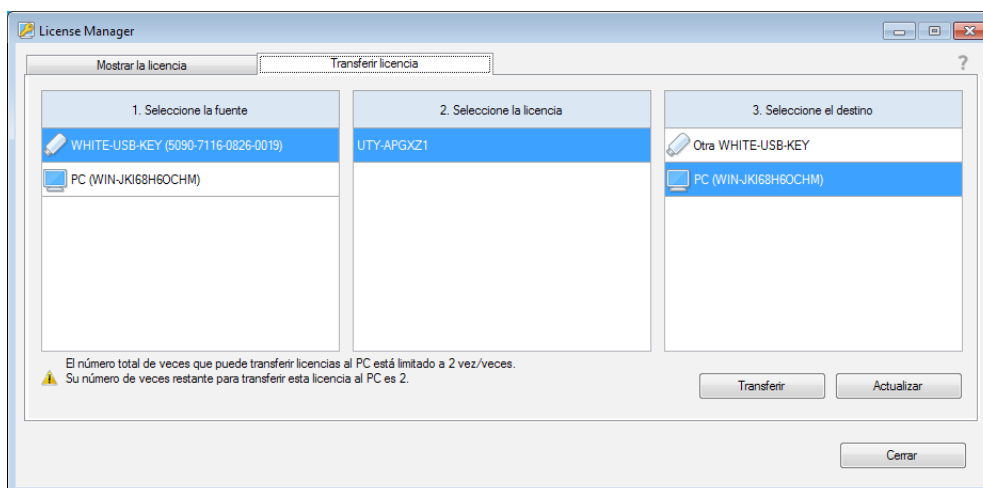 License Manager
Mostrar la licencia
Transferir licencia
?
1. Seleccione la fuente
2. Seleccione la licencia
3. Seleccione el destino
WHITE-USB-KEY (5090-7116-0826-0019)
UTY-APGXZ1
Otra WHITE-USB-KEY
PC (WIN-JKI68H6OCHM)
PC (WIN-JKI68H6OCHM)
El número total de veces que puede transferir licencias al PC está limitado a 2 vez/veces.
Su número de veces restante para transferir esta licencia al PC es 2.
Transferir
Actualizar
Cerrar